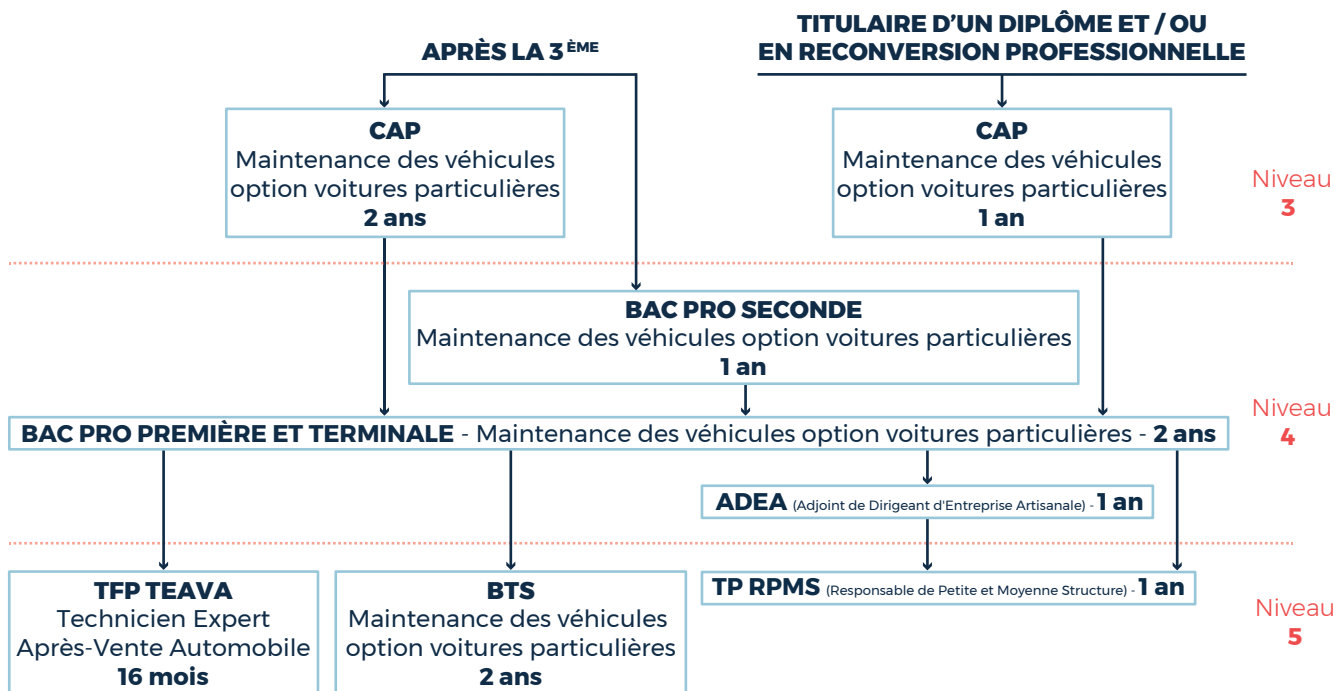 APRÈS LA 3ÈME
TITULAIRE D'UN DIPLÔME ET / OU
EN RECONVERSION PROFESSIONNELLE
CAP
Maintenance des véhicules
option voitures particulières
2 ans
CAP
Maintenance des véhicules
option voitures particulières
1 an
Niveau
3
BAC PRO SECONDE
Maintenance des véhicules option voitures particulières
1 an
BAC PRO PREMIÈRE ET TERMINALE - Maintenance des véhicules option voitures particulières - 2 ans
Niveau
4
ADEA (Adjoint de Dirigeant d'Entreprise Artisanale) - 1 an
TFP TEAVA
Technicien Expert
Après-Vente Automobile
16 mois
BTS
Maintenance des véhicules
option voitures particulières
2 ans
TP RPMS (Responsable de Petite et Moyenne Structure) - 1 an
Niveau
5